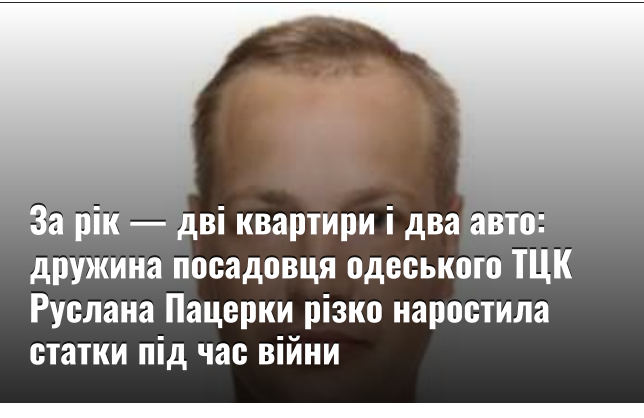 За рік — дві квартири і два авто:
дружина посадовця одеського ТЦК
Руслана Пацерки різко наростила
статки під час війни